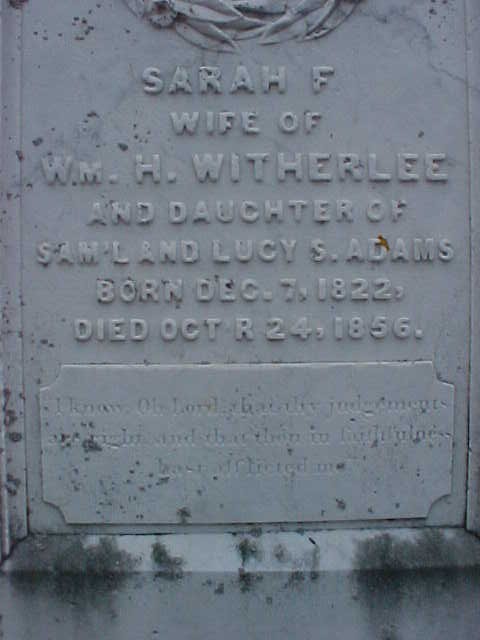 SARAH F
WIFE OF
WM. H. WITHERLEE
AND DAUGHTER OF
SAM'L AND LUCY S. ADAMS
BORN DEC. 7, 1822,
DIED OCT'R 24, 1856.
I know, Oh Lord, that thy judgements
are right, and that thou in faithfulness
hast afflicted me